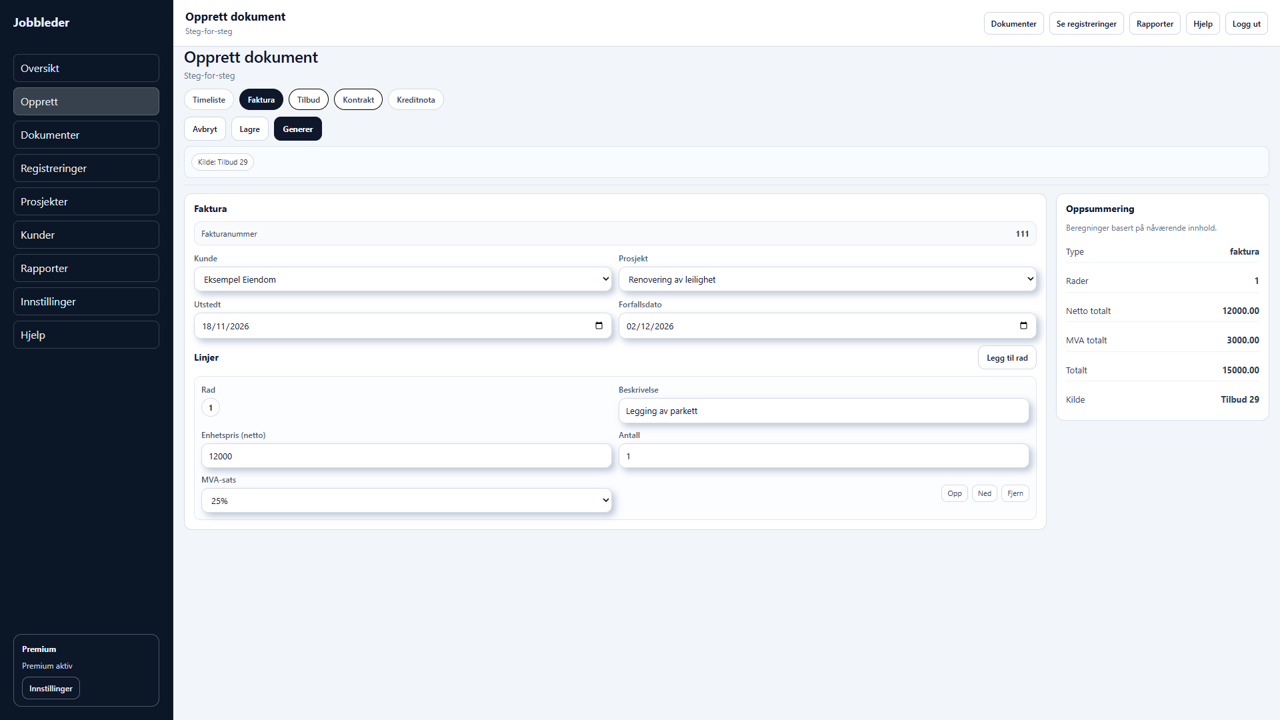 Jobbleder
Oversikt
Opprett
Dokumenter
Registreringer
Prosjekter
Kunder
Rapporter
Innstillinger
Hjelp
Premium
Premium aktiv
Innstillinger
Opprett dokument
Steg-for-steg
Dokumenter Se registreringer Rapporter Hjelp Logg ut
Opprett dokument
Steg-for-steg
Timeliste Faktura Tilbud Kontrakt Kreditnota
Avbryt Lagre Generer
Kilde: Tilbud 29
Faktura
Fakturanummer 111
Kunde Prosjekt
Eksempel Eiendom Renovering av leilighet
Utstedt Forfallsdato
18/11/2026 02/12/2026
Linjer Legg til rad
Rad Beskrivelse
1 Legging av parkett
Enhetspris (netto) Antall
12000 1
MVA-sats
25% Opp Ned Fjern
Oppsummering
Beregninger basert på nåværende innhold.
Type faktura
Rader 1
Netto totalt 12000.00
MVA totalt 3000.00
Totalt 15000.00
Kilde Tilbud 29